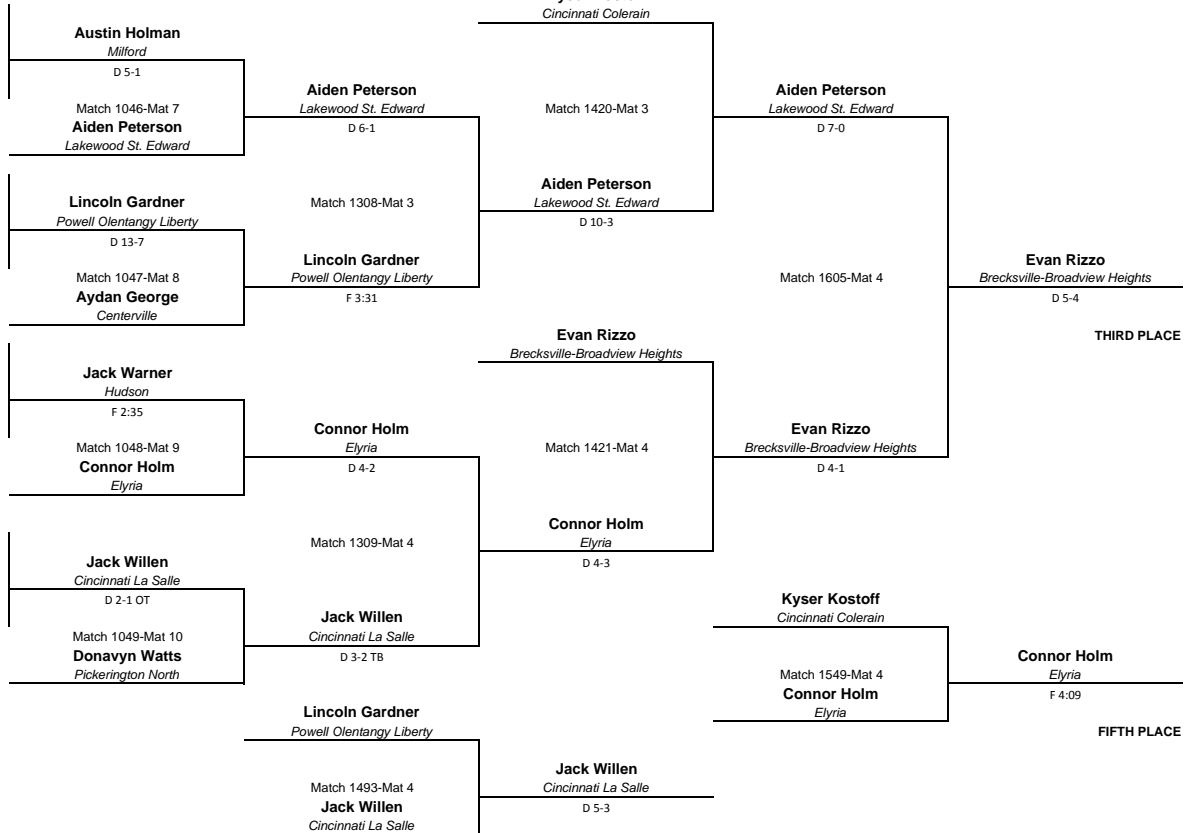 Austin Holman
Milford
D 5-1
Match 1046-Mat 7
Aiden Peterson
Lakewood St. Edward
Lincoln Gardner
Powell Olentangy Liberty
D 13-7
Match 1047-Mat 8
Aydan George
Centerville
Jack Warner
Hudson
F 2:35
Match 1048-Mat 9
Connor Holm
Elyria
Jack Willen
Cincinnati La Salle
D 2-1 OT
Match 1049-Mat 10
Donavyn Watts
Pickerington North
Aiden Peterson
Lakewood St. Edward
D 6-1
Match 1308-Mat 3
Lincoln Gardner
Powell Olentangy Liberty
F 3:31
Connor Holm
Elyria
D 4-2
Match 1309-Mat 4
Jack Willen
Cincinnati La Salle
D 3-2 TB
Lincoln Gardner
Powell Olentangy Liberty
Match 1493-Mat 4
Jack Willen
Cincinnati La Salle
Cincinnati Colerain
Match 1420-Mat 3
Aiden Peterson
Lakewood St. Edward
D 10-3
Evan Rizzo
Brecksville-Broadview Heights
Match 1421-Mat 4
Connor Holm
Elyria
D 4-3
Jack Willen
Cincinnati La Salle
D 5-3
Aiden Peterson
Lakewood St. Edward
D 7-0
Match 1605-Mat 4
Evan Rizzo
Brecksville-Broadview Heights
D 4-1
Kyser Kostoff
Cincinnati Colerain
Match 1549-Mat 4
Connor Holm
Elyria
Evan Rizzo
Brecksville-Broadview Heights
D 5-4
THIRD PLACE
Connor Holm
Elyria
F 4:09
FIFTH PLACE